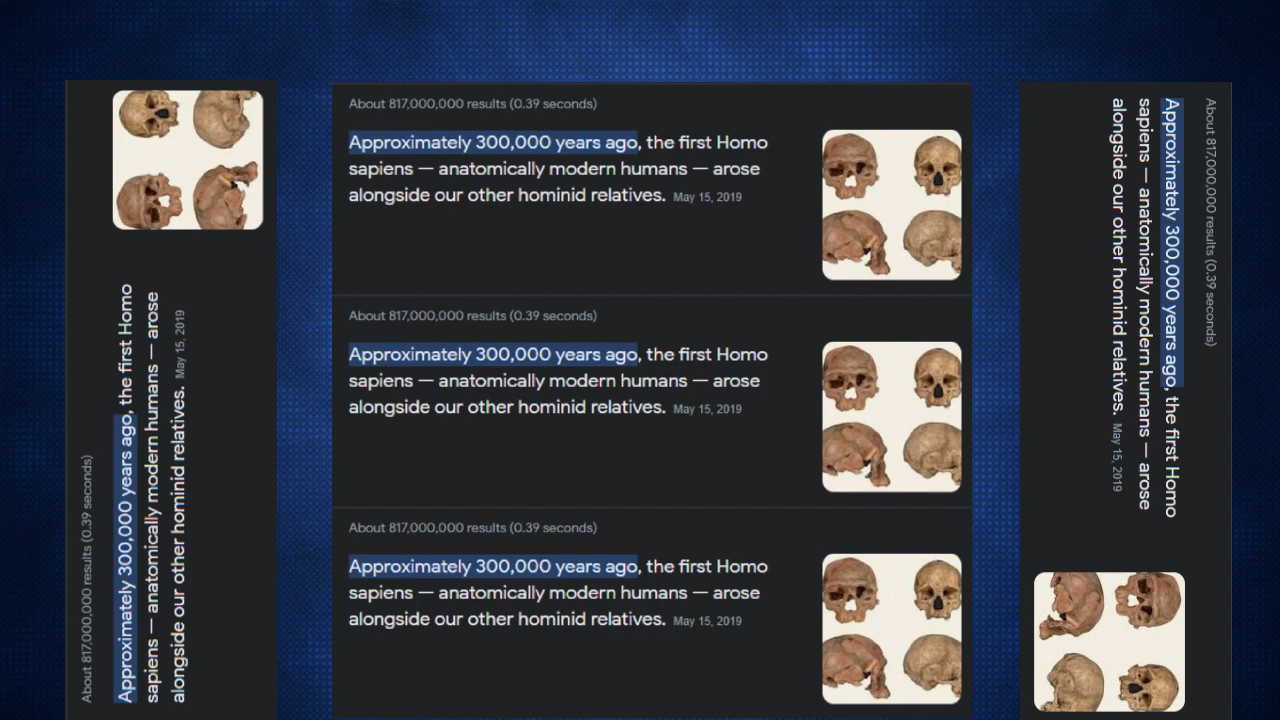 About 817,000,000 results (0.39 seconds)
Approximately 300,000 years ago, the first Homo
sapiens — anatomically modern humans — arose
alongside our other hominid relatives. May 15, 2019
About 817,000,000 results (0.39 seconds)
Approximately 300,000 years ago, the first Homo
sapiens — anatomically modern humans — arose
alongside our other hominid relatives. May 15, 2019
About 817,000,000 results (0.39 seconds)
Approximately 300,000 years ago, the first Homo
sapiens — anatomically modern humans — arose
alongside our other hominid relatives. May 15, 2019
About 817,000,000 results (0.39 seconds)
Approximately 300,000 years ago, the first Homo
sapiens — anatomically modern humans — arose
alongside our other hominid relatives. May 15, 2019
About 817,000,000 results (0.39 seconds)
Approximately 300,000 years ago, the first Homo
sapiens — anatomically modern humans — arose
alongside our other hominid relatives. May 15, 2019